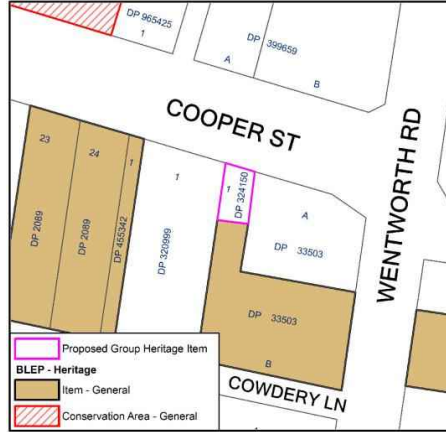 DP 965425
1
DP 399659
A
B
COOPER ST
WENTWORTH RD
23
24
1
1
1
DP 324150
A
DP 2089
DP 2089
DP 455342
DP 320999
DP 33503
DP 33503
B
COWDERY LN
Proposed Group Heritage Item
BLEP - Heritage
Item - General
Conservation Area - General